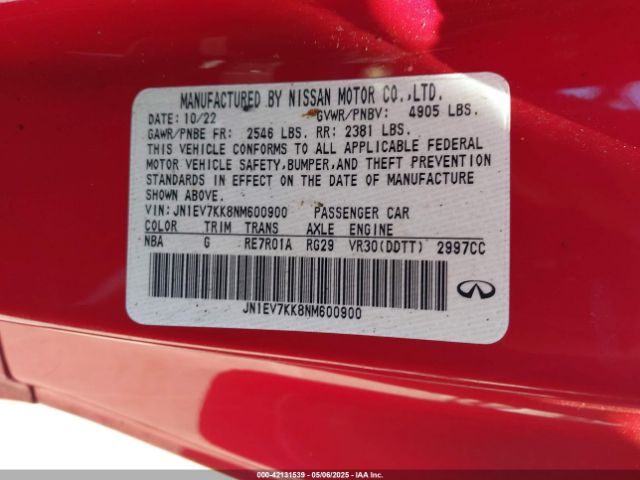 MANUFACTURED BY NISSAN MOTOR CO.,LTD.
DATE: 10/22 GVWR/PNBV: 4905 LBS.
GAWR/PNBE FR: 2546 LBS. RR: 2381 LBS.
THIS VEHICLE CONFORMS TO ALL APPLICABLE FEDERAL
MOTOR VEHICLE SAFETY,BUMPER,AND THEFT PREVENTION
STANDARDS IN EFFECT ON THE DATE OF MANUFACTURE
SHOWN ABOVE.
VIN: JN1EV7KK8NM600900 PASSENGER CAR
COLOR TRIM TRANS AXLE ENGINE
NBA G RE7R01A RG29 VR30(DDTT) 2997CC
JN1EV7KK8NM600900
000-42131539 - 05/06/2025 - IAA Inc.